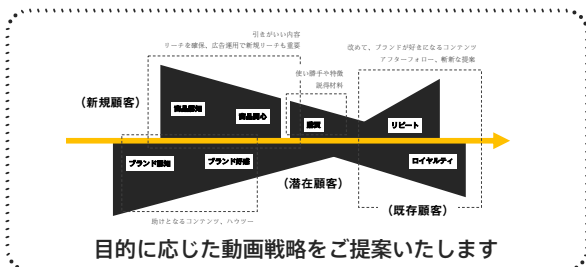 引きがいい内容
リーチを確保、広告運用で新規リーチも重要
改めて、ブランドが好きになるコンテンツ
アフターフォロー、斬新な提案
使い勝手や特徴
説得材料
（新規顧客）
商品認知
商品関心
購買
リピート
ブランド認知
ブランド好感
ロイヤルティ
（潜在顧客）
（既存顧客）
助けとなるコンテンツ、ハウツー
目的に応じた動画戦略をご提案いたします